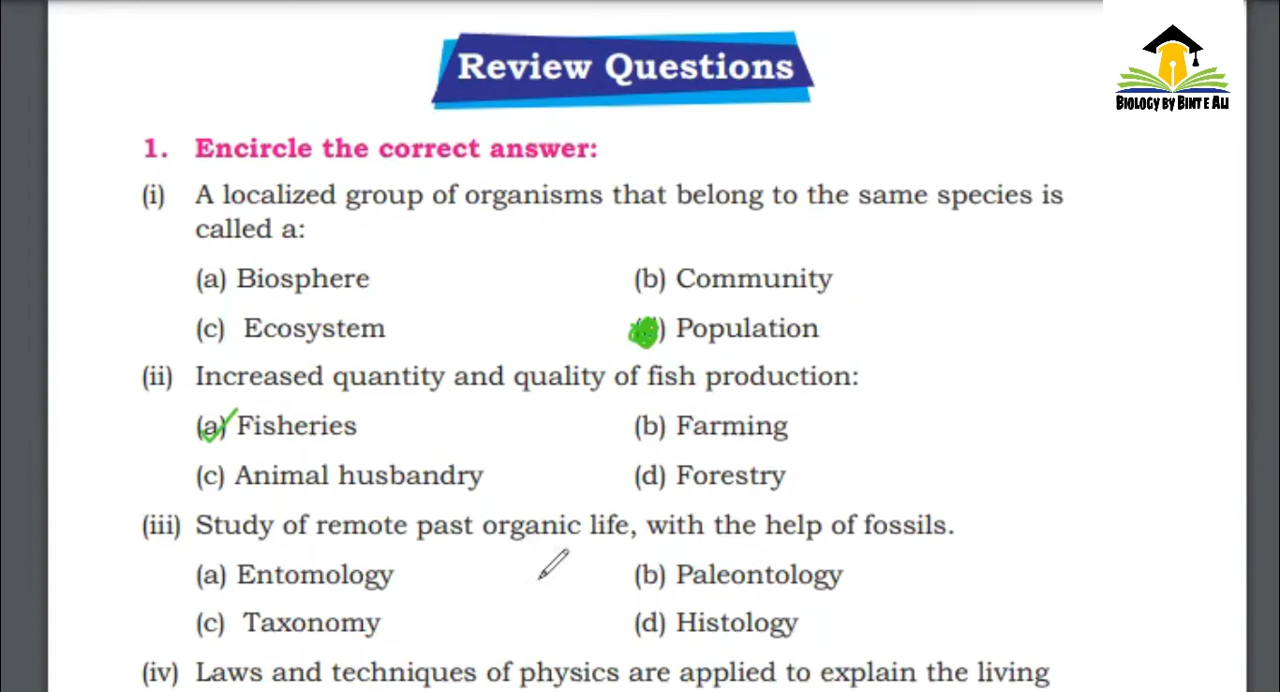 Review Questions
BIOLOGY BY BINT E ALI
1. Encircle the correct answer:
(i) A localized group of organisms that belong to the same species is
called a:
(a) Biosphere (b) Community
(c) Ecosystem ) Population
(ii) Increased quantity and quality of fish production:
(a) Fisheries (b) Farming
(c) Animal husbandry (d) Forestry
(iii) Study of remote past organic life, with the help of fossils.
(a) Entomology (b) Paleontology
(c) Taxonomy (d) Histology
(iv) Laws and techniques of physics are applied to explain the living